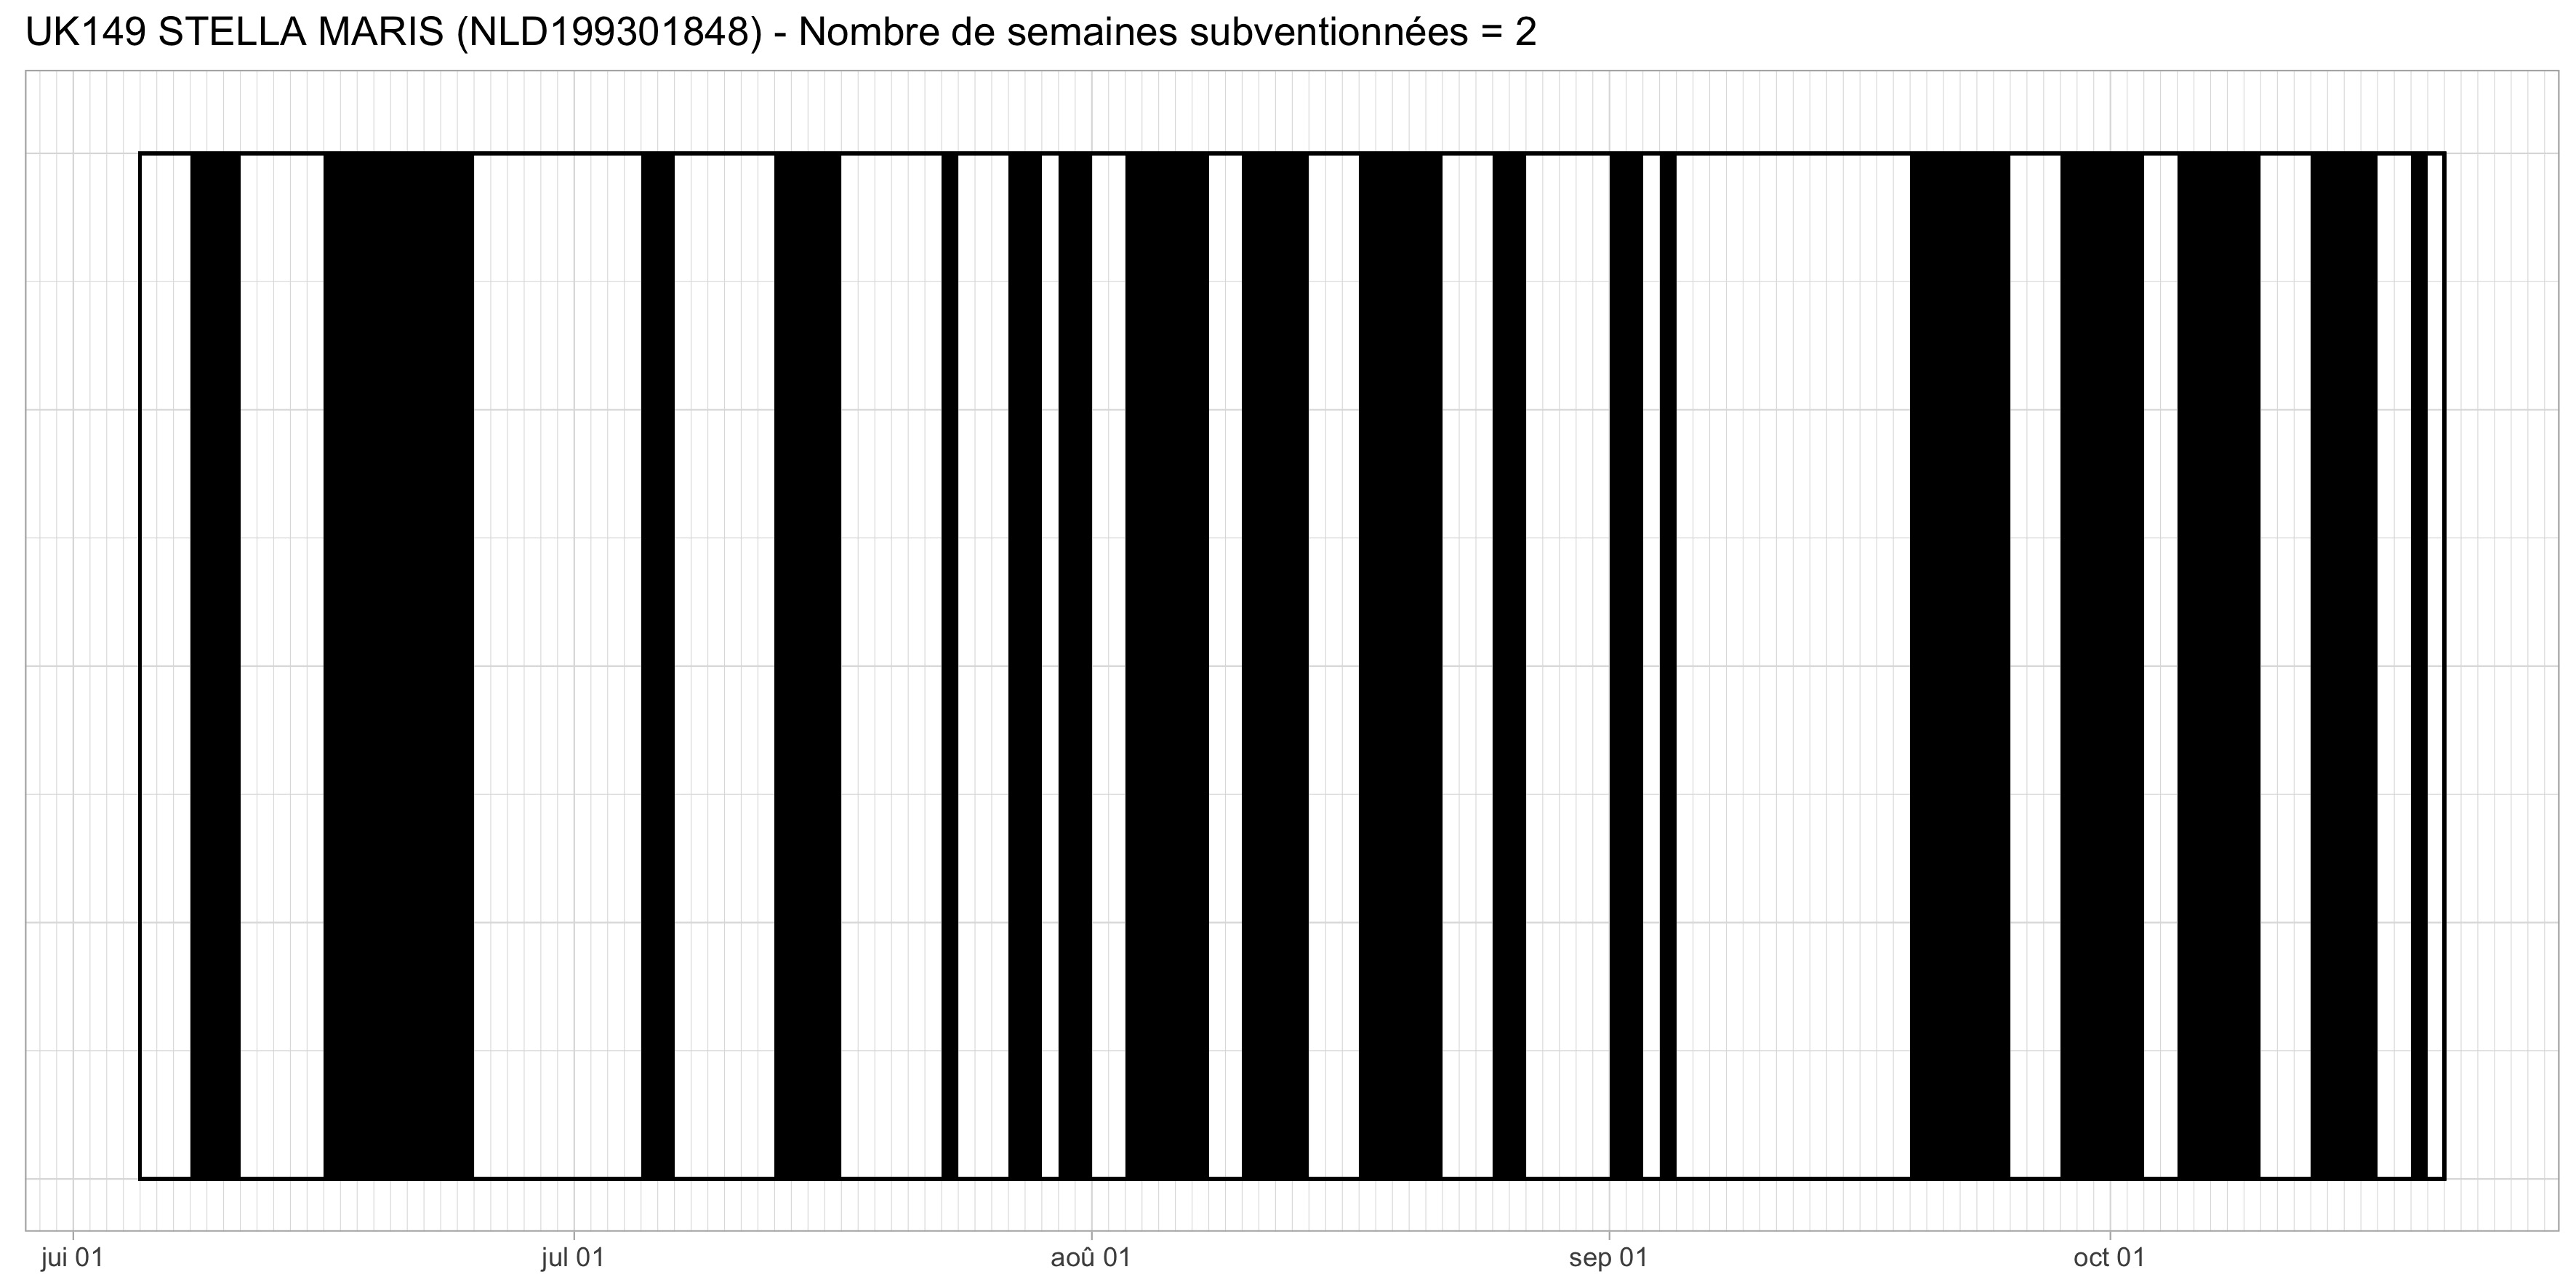 UK149 STELLA MARIS (NLD199301848) - Nombre de semaines subventionnées = 2
jui 01 jul 01 aoû 01 sep 01 oct 01